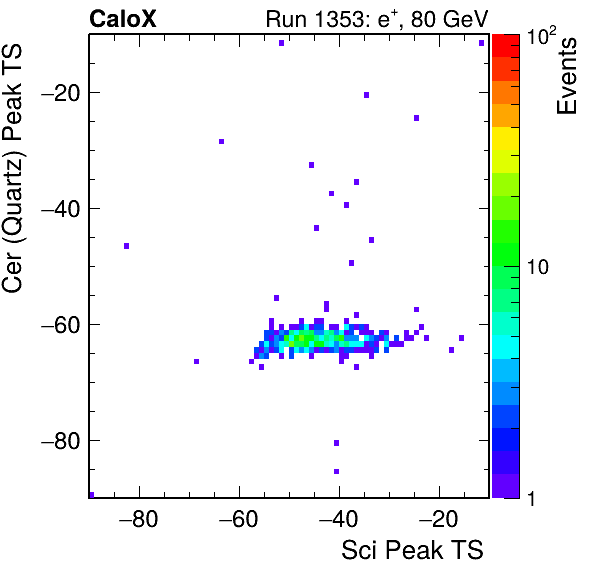 CaloX Run 1353: e⁺, 80 GeV
Cer (Quartz) Peak TS
−20
−40
−60
−80
−80 −60 −40 −20
Sci Peak TS
10²
10
1
Events